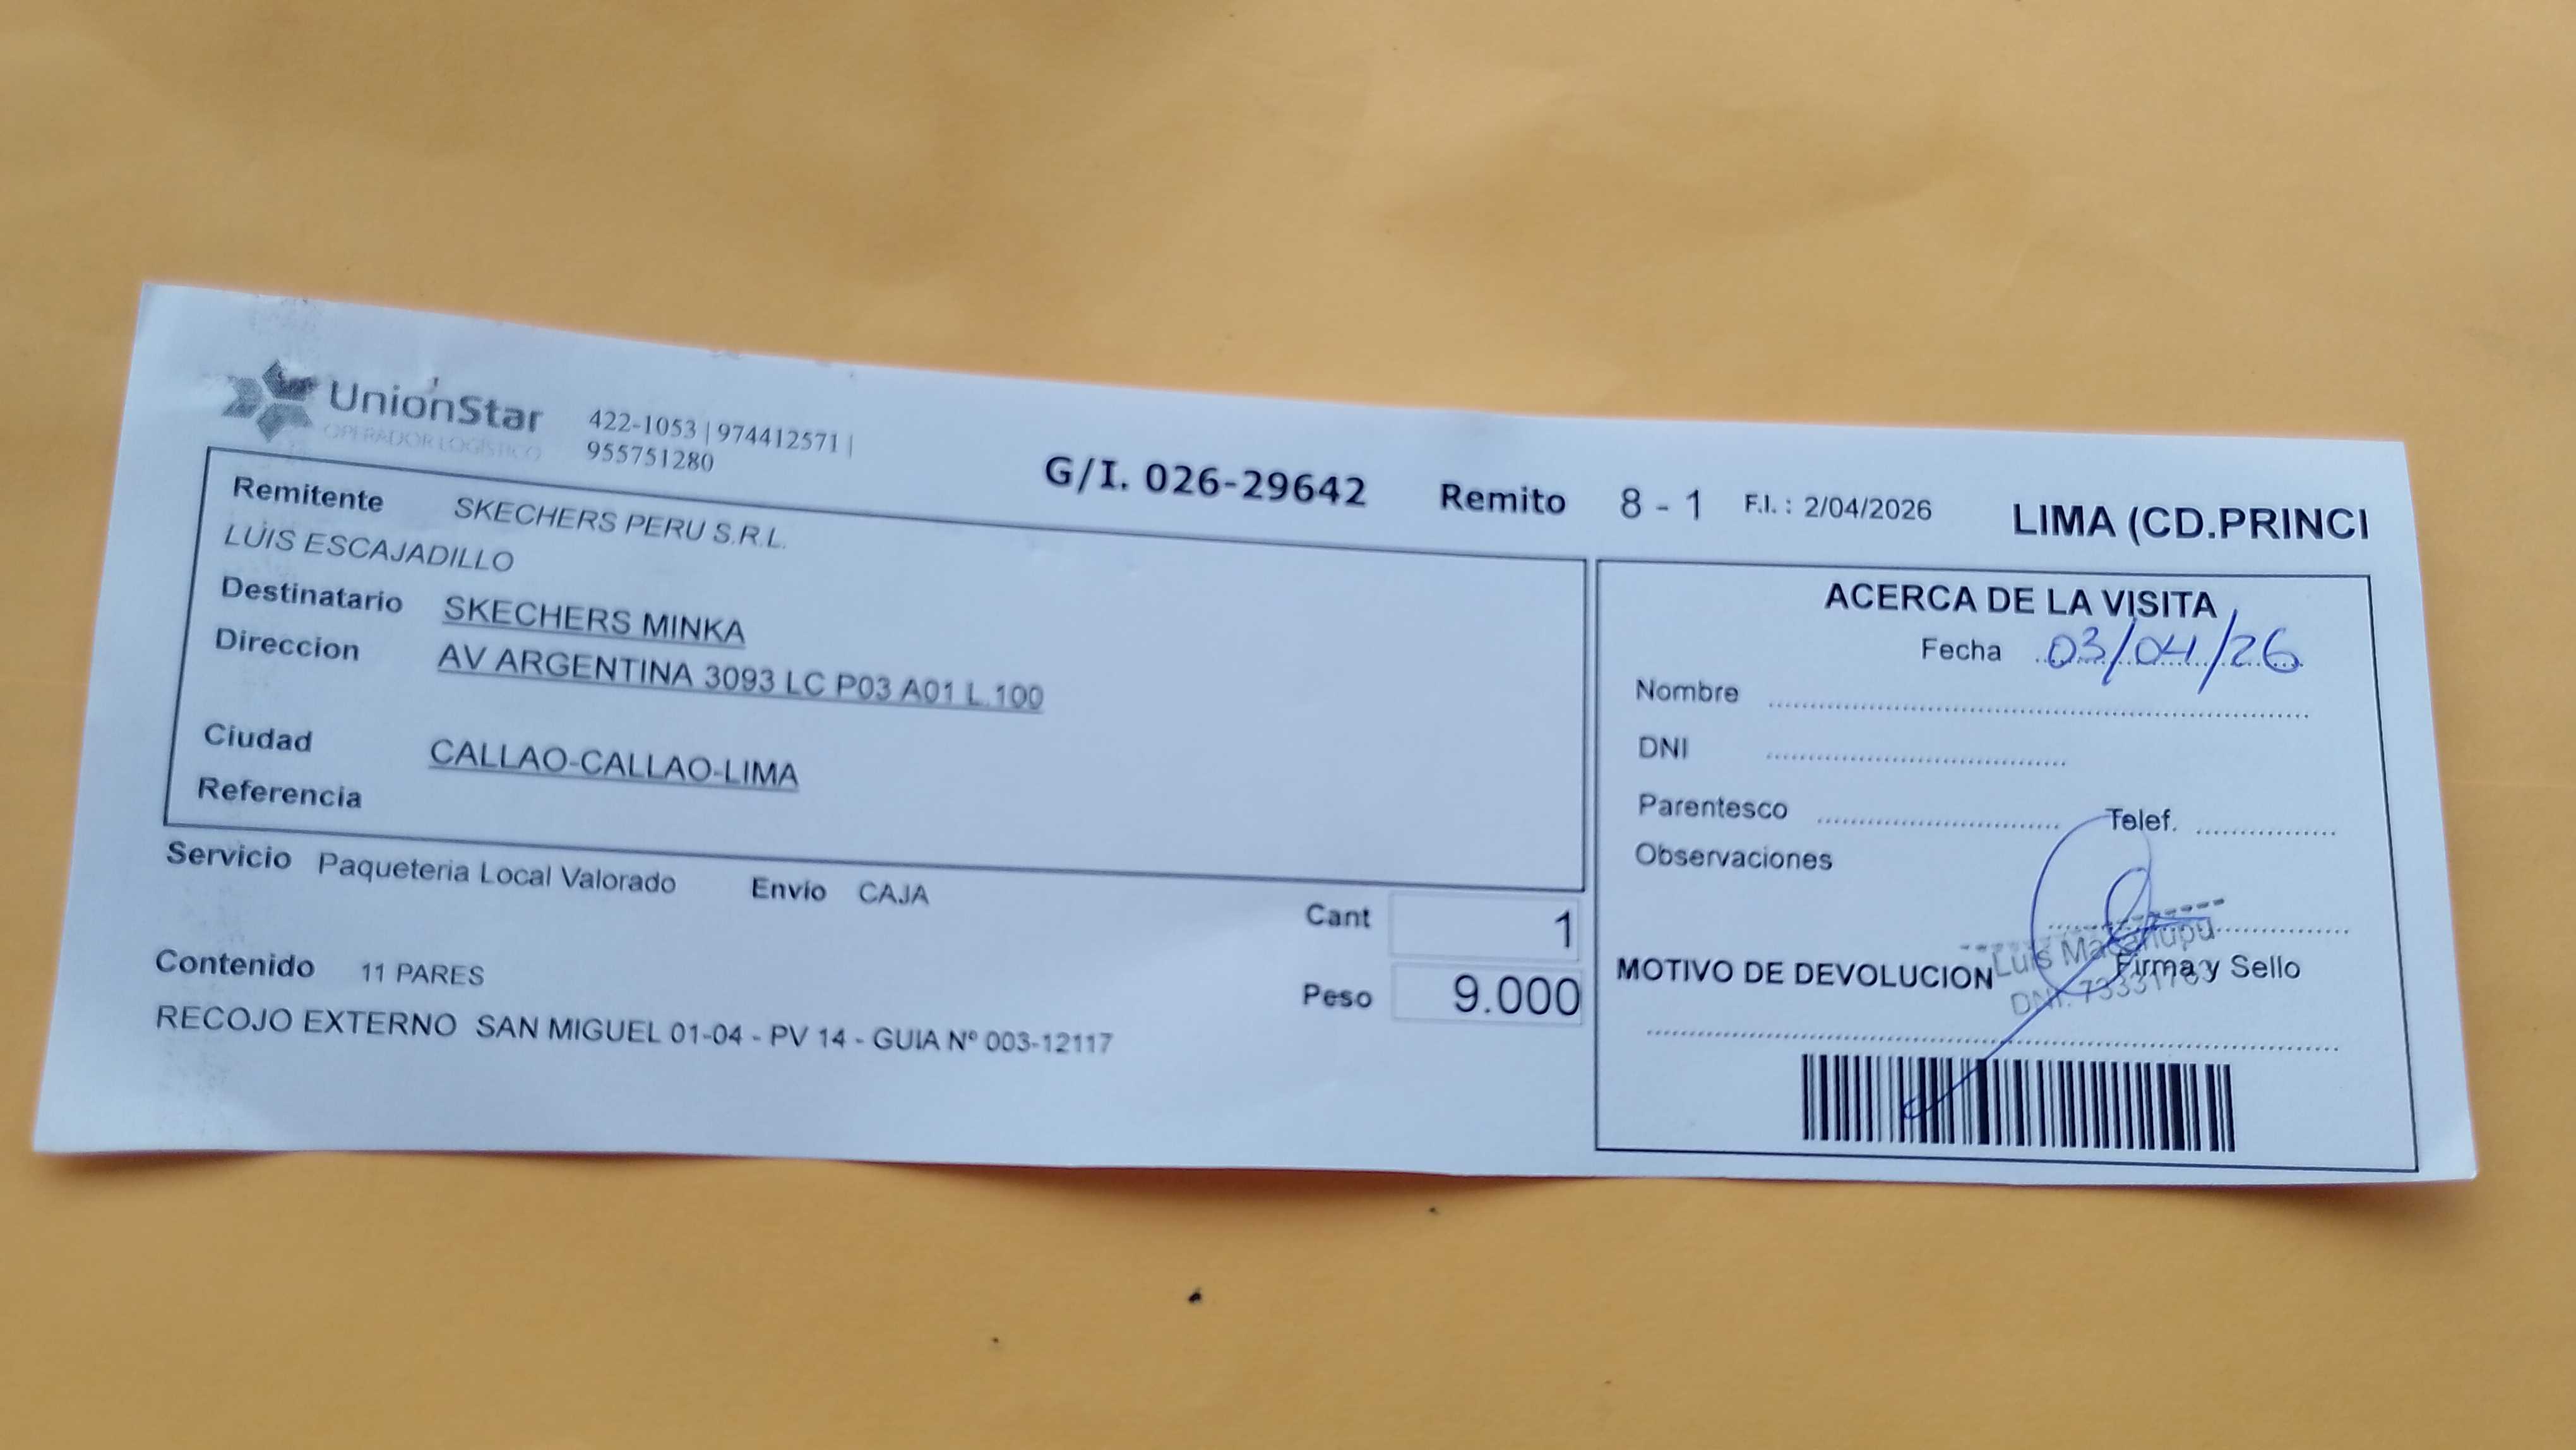 UnionStar
OPERADOR LOGÍSTICO
422-1053 | 974412571 |
955751280
G/I. 026-29642 Remito 8 - 1 F.I. : 2/04/2026 LIMA (CD.PRINCI
Remitente SKECHERS PERU S.R.L.
LUIS ESCAJADILLO
Destinatario SKECHERS MINKA
Direccion AV ARGENTINA 3093 LC P03 A01 L.100
Ciudad CALLAO-CALLAO-LIMA
Referencia
Servicio Paqueteria Local Valorado Envio CAJA
Cant 1
Contenido 11 PARES
Peso 9.000
RECOJO EXTERNO SAN MIGUEL 01-04 - PV 14 - GUIA Nº 003-12117
ACERCA DE LA VISITA
Fecha 03/04/26
Nombre
DNI
Parentesco Telef.
Observaciones
Luis
MOTIVO DE DEVOLUCION Firma y Sello
DNI.